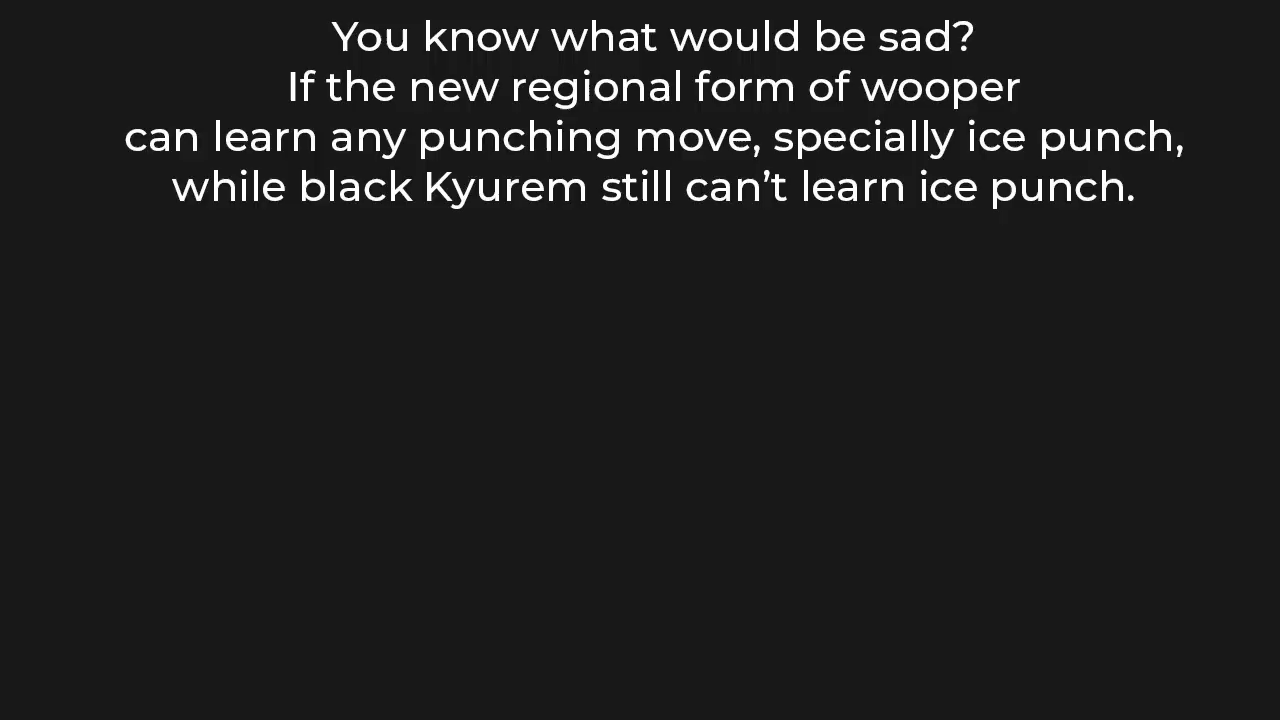 You know what would be sad?
If the new regional form of wooper
can learn any punching move, specially ice punch,
while black Kyurem still can’t learn ice punch.